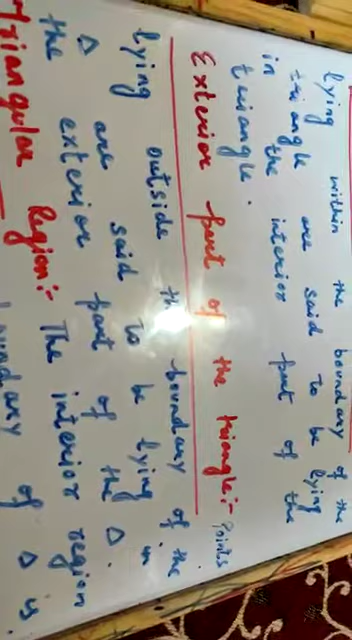 lying within the boundary of the
triangle are said to be lying
in the interior part of the
triangle.
Exterior part of the triangle:- Points
lying outside the boundary of the
Δ are said to be lying in
the exterior part of the Δ.
Triangular Region:- The interior region
boundary of Δ is